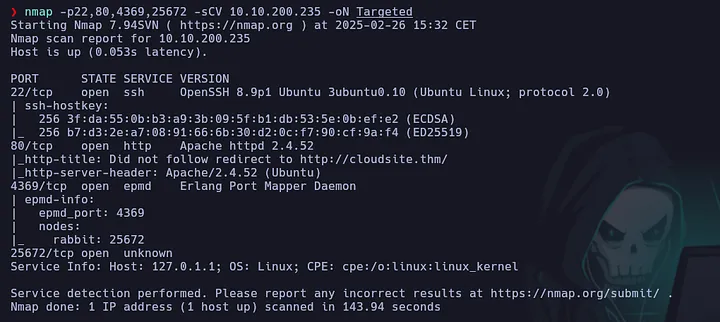 ❯ nmap -p22,80,4369,25672 -sCV 10.10.200.235 -oN Targeted
Starting Nmap 7.94SVN ( https://nmap.org ) at 2025-02-26 15:32 CET
Nmap scan report for 10.10.200.235
Host is up (0.053s latency).

PORT      STATE SERVICE VERSION
22/tcp    open  ssh     OpenSSH 8.9p1 Ubuntu 3ubuntu0.10 (Ubuntu Linux; protocol 2.0)
| ssh-hostkey:
|   256 3f:da:55:0b:b3:a9:3b:09:5f:b1:db:53:5e:0b:ef:e2 (ECDSA)
|_  256 b7:d3:2e:a7:08:91:66:6b:30:d2:0c:f7:90:cf:9a:f4 (ED25519)
80/tcp    open  http    Apache httpd 2.4.52
|_http-title: Did not follow redirect to http://cloudsite.thm/
|_http-server-header: Apache/2.4.52 (Ubuntu)
4369/tcp  open  epmd    Erlang Port Mapper Daemon
| epmd-info:
|   epmd_port: 4369
|   nodes:
|_    rabbit: 25672
25672/tcp open  unknown
Service Info: Host: 127.0.1.1; OS: Linux; CPE: cpe:/o:linux:linux_kernel

Service detection performed. Please report any incorrect results at https://nmap.org/submit/ .
Nmap done: 1 IP address (1 host up) scanned in 143.94 seconds